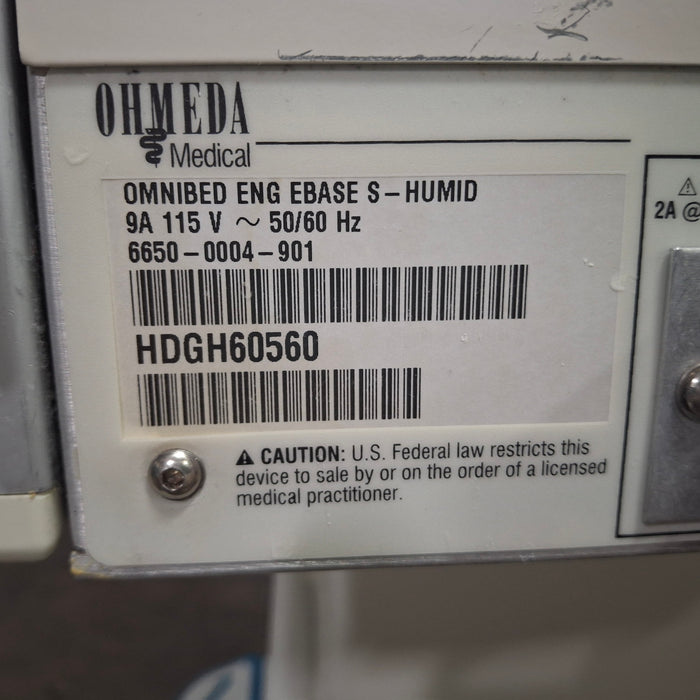 OHMEDA
Medical
OMNIBED ENG EBASE S-HUMID
9A 115 V ~ 50/60 Hz
6650-0004-901
HDGH60560
⚠ CAUTION: U.S. Federal law restricts this
device to sale by or on the order of a licensed
medical practitioner.
⚠
2A @